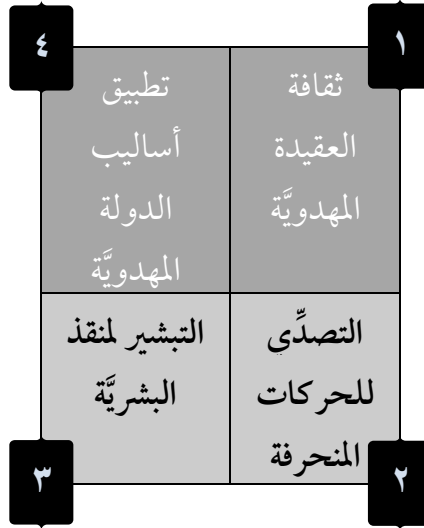 ١
ثقافة
العقيدة
المهدويَّة
٢
التصدِّي
للحركات
المنحرفة
٣
التبشير لمنقذ
البشريَّة
٤
تطبيق
أساليب
الدولة
المهدويَّة